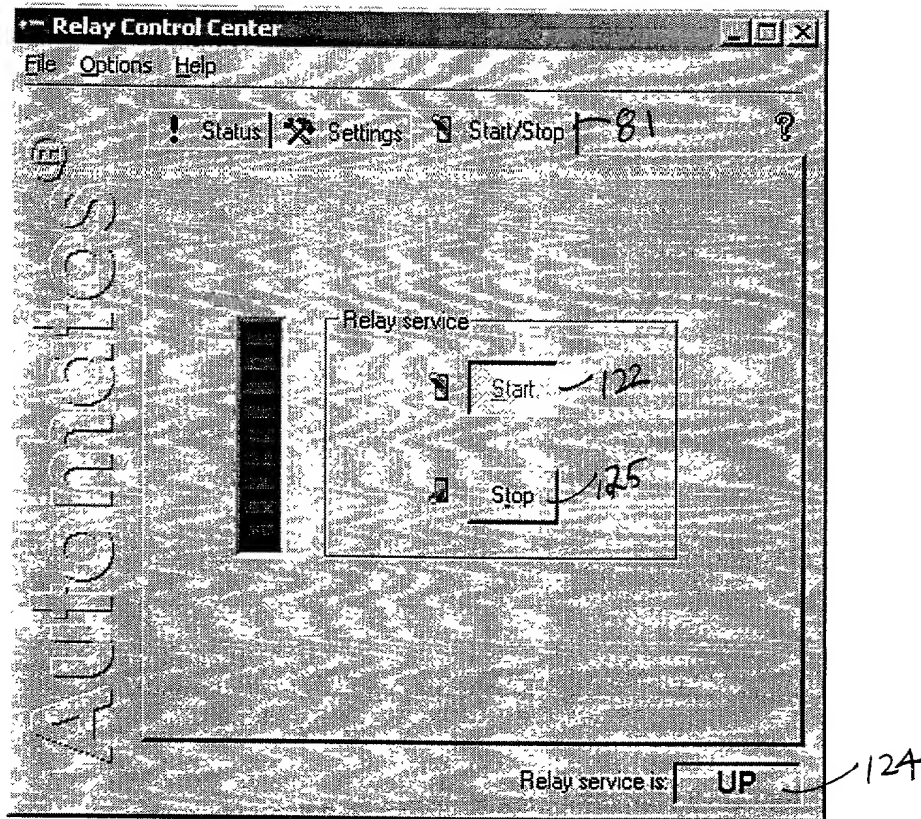 Relay Control Center
File Options Help
! Status Settings Start/Stop 81 ?
Automatos®
Relay service
Start 122
Stop 125
Relay service is: UP 124